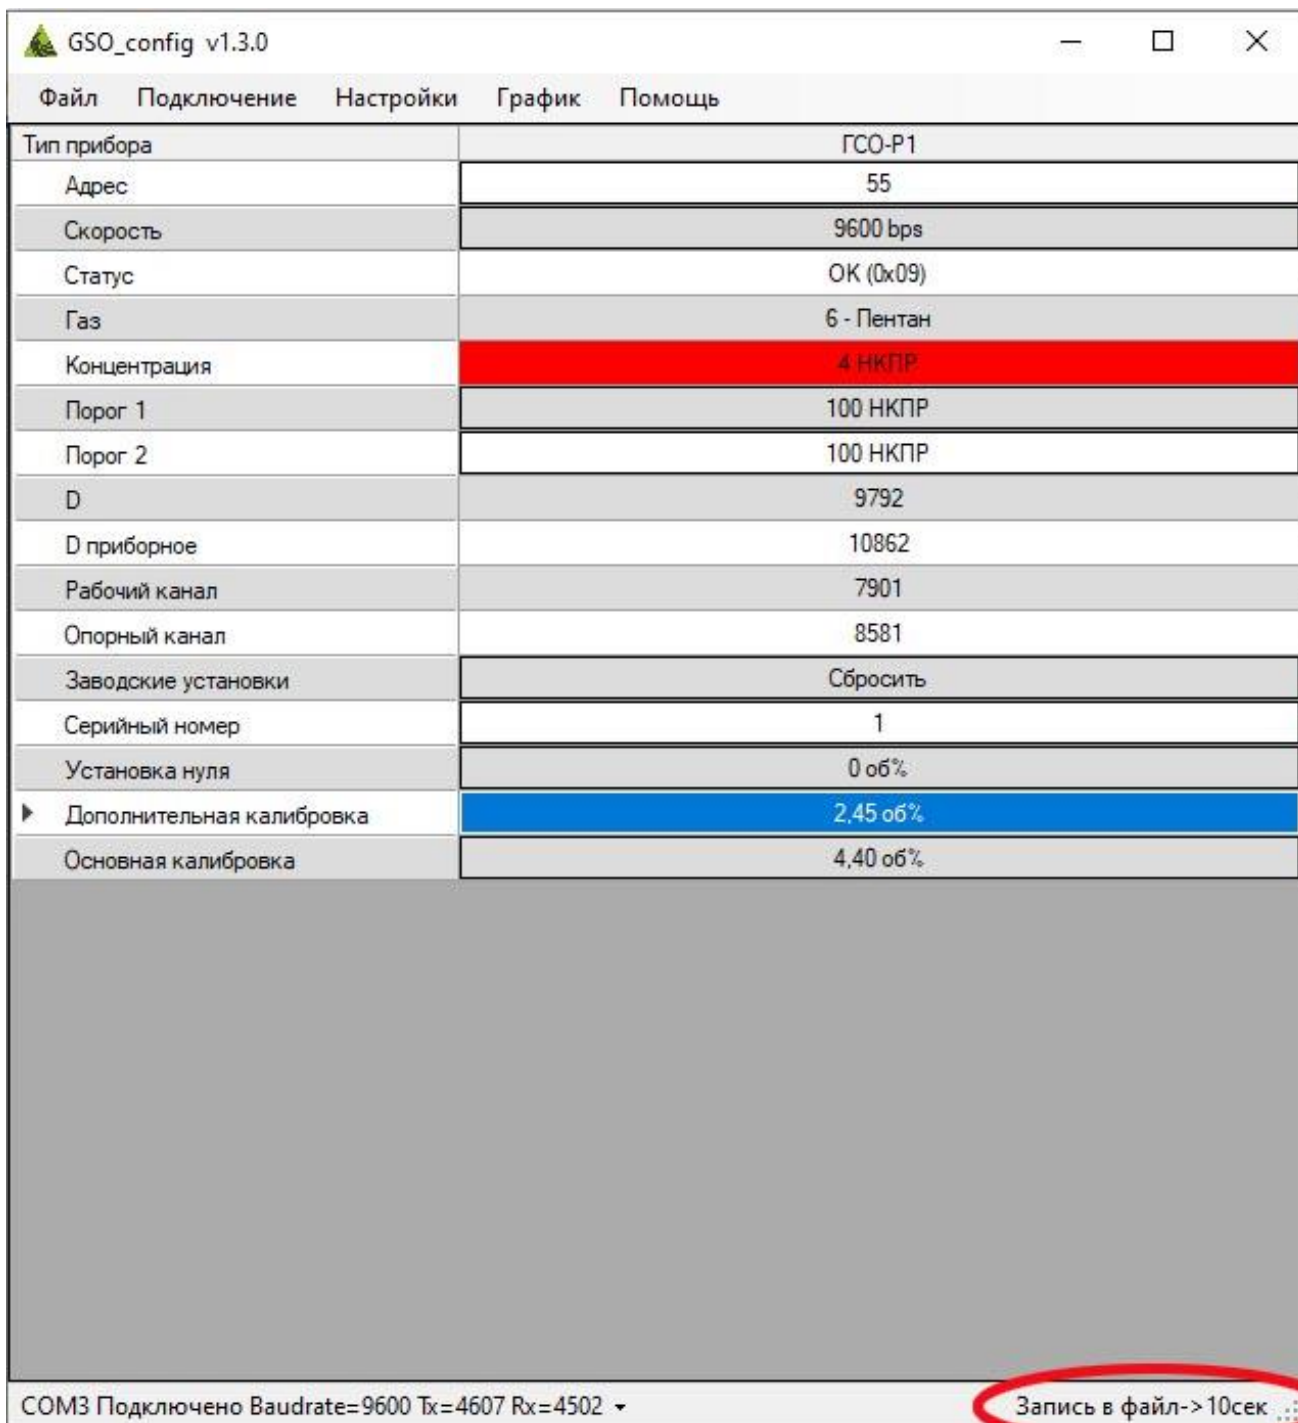 GSO_config v1.3.0
Файл Подключение Настройки График Помощь
Тип прибора ГСО-Р1
Адрес 55
Скорость 9600 bps
Статус OK (0x09)
Газ 6 - Пентан
Концентрация 4 НКПР
Порог 1 100 НКПР
Порог 2 100 НКПР
D 9792
D приборное 10862
Рабочий канал 7901
Опорный канал 8581
Заводские установки Сбросить
Серийный номер 1
Установка нуля 0 об%
Дополнительная калибровка 2,45 об%
Основная калибровка 4,40 об%
COM3 Подключено Baudrate=9600 Tx=4607 Rx=4502 Запись в файл->10сек